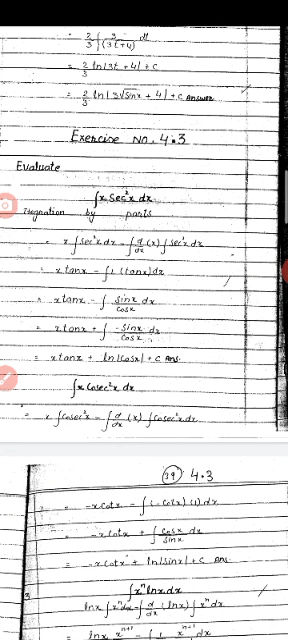 = 2/3 ∫ 3/(3t+4) dt
= 2/3 ln|3t + 4| + c
= 2/3 ln|3√sinx + 4| + c Answer
Exercise No. 4.3
Evaluate
∫x sec²x dx
by parts
= x∫sec²x dx - ∫d/dx (x) ∫sec²x dx
= x tanx - ∫1 (tanx) dx
= x tanx - ∫ sinx/cosx dx
= x tanx + ∫ -sinx/cosx dx
= x tanx + ln|cosx| + c Ans.
∫x cosec²x dx
= x ∫cosec²x - ∫d/dx (x) ∫cosec²x dx
39 4.3
= -x cotx - ∫(-cotx)(1) dx
= -x cotx + ∫ cosx/sinx dx
= -x cotx + ln|sinx| + c Ans
∫xⁿ lnx dx
lnx ∫xⁿdx - ∫d/dx (lnx) ∫xⁿ dx